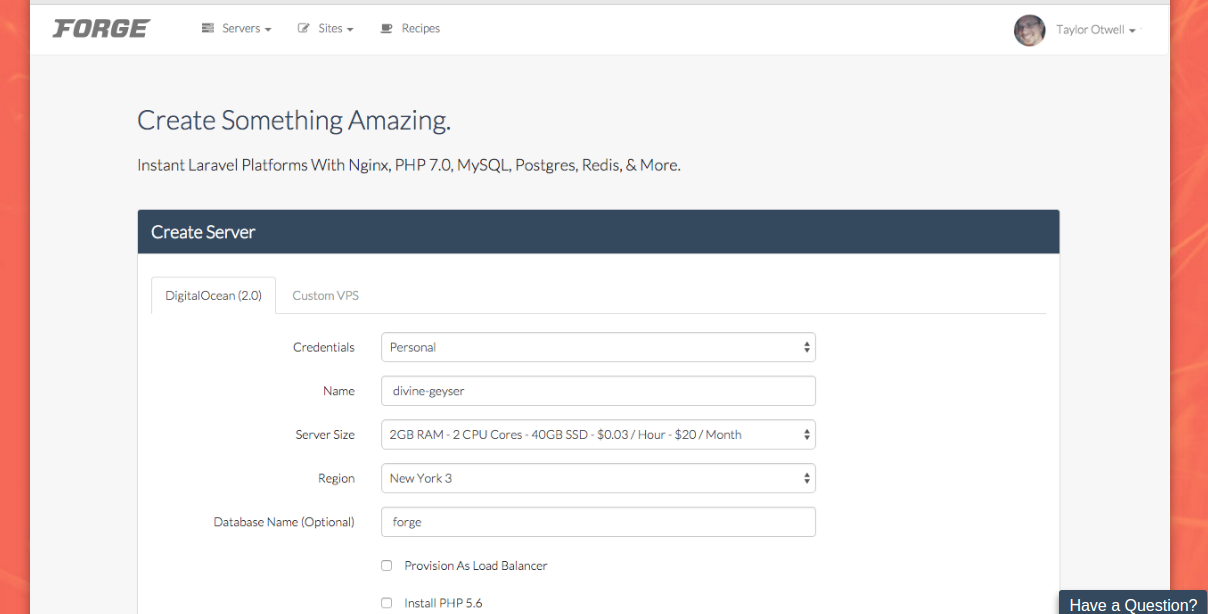 FORGE
Servers
Sites
Recipes
Taylor Otwell
Create Something Amazing.
Instant Laravel Platforms With Nginx, PHP 7.0, MySQL, Postgres, Redis, & More.
Create Server
DigitalOcean (2.0)
Custom VPS
Credentials
Personal
Name
divine-geyser
Server Size
2GB RAM - 2 CPU Cores - 40GB SSD - $0.03 / Hour - $20 / Month
Region
New York 3
Database Name (Optional)
forge
Provision As Load Balancer
Install PHP 5.6
Have a Question?